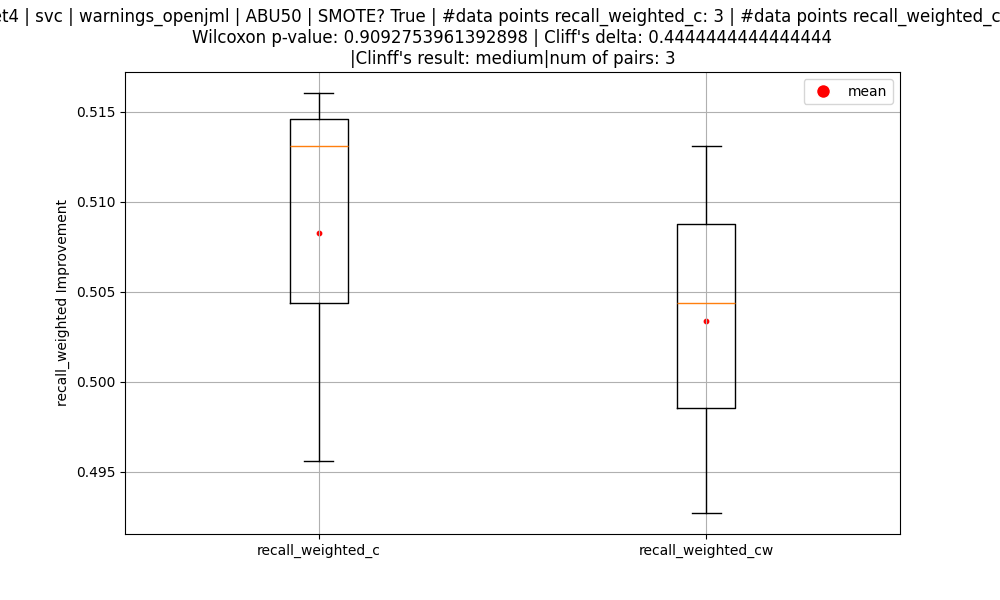 | svc | warnings_openjml | ABU50 | SMOTE? True | #data points recall_weighted_c: 3 | #data points
Wilcoxon p-value: 0.9092753961392898 | Cliff's delta: 0.4444444444444444
|Clinff's result: medium|num of pairs: 3
mean
0.515
0.510
0.505
0.500
0.495
recall_weighted Improvement
recall_weighted_c
recall_weighted_cw